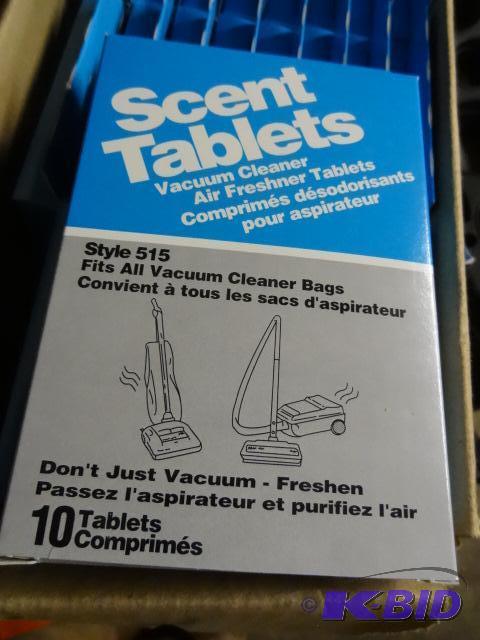 Scent
Tablets
Vacuum Cleaner
Air Freshner Tablets
Comprimés désodorisants
pour aspirateur
Style 515
Fits All Vacuum Cleaner Bags
Convient à tous les sacs d'aspirateur
Don't Just Vacuum - Freshen
Passez l'aspirateur et purifiez l'air
10 Tablets
Comprimés
© K-BID